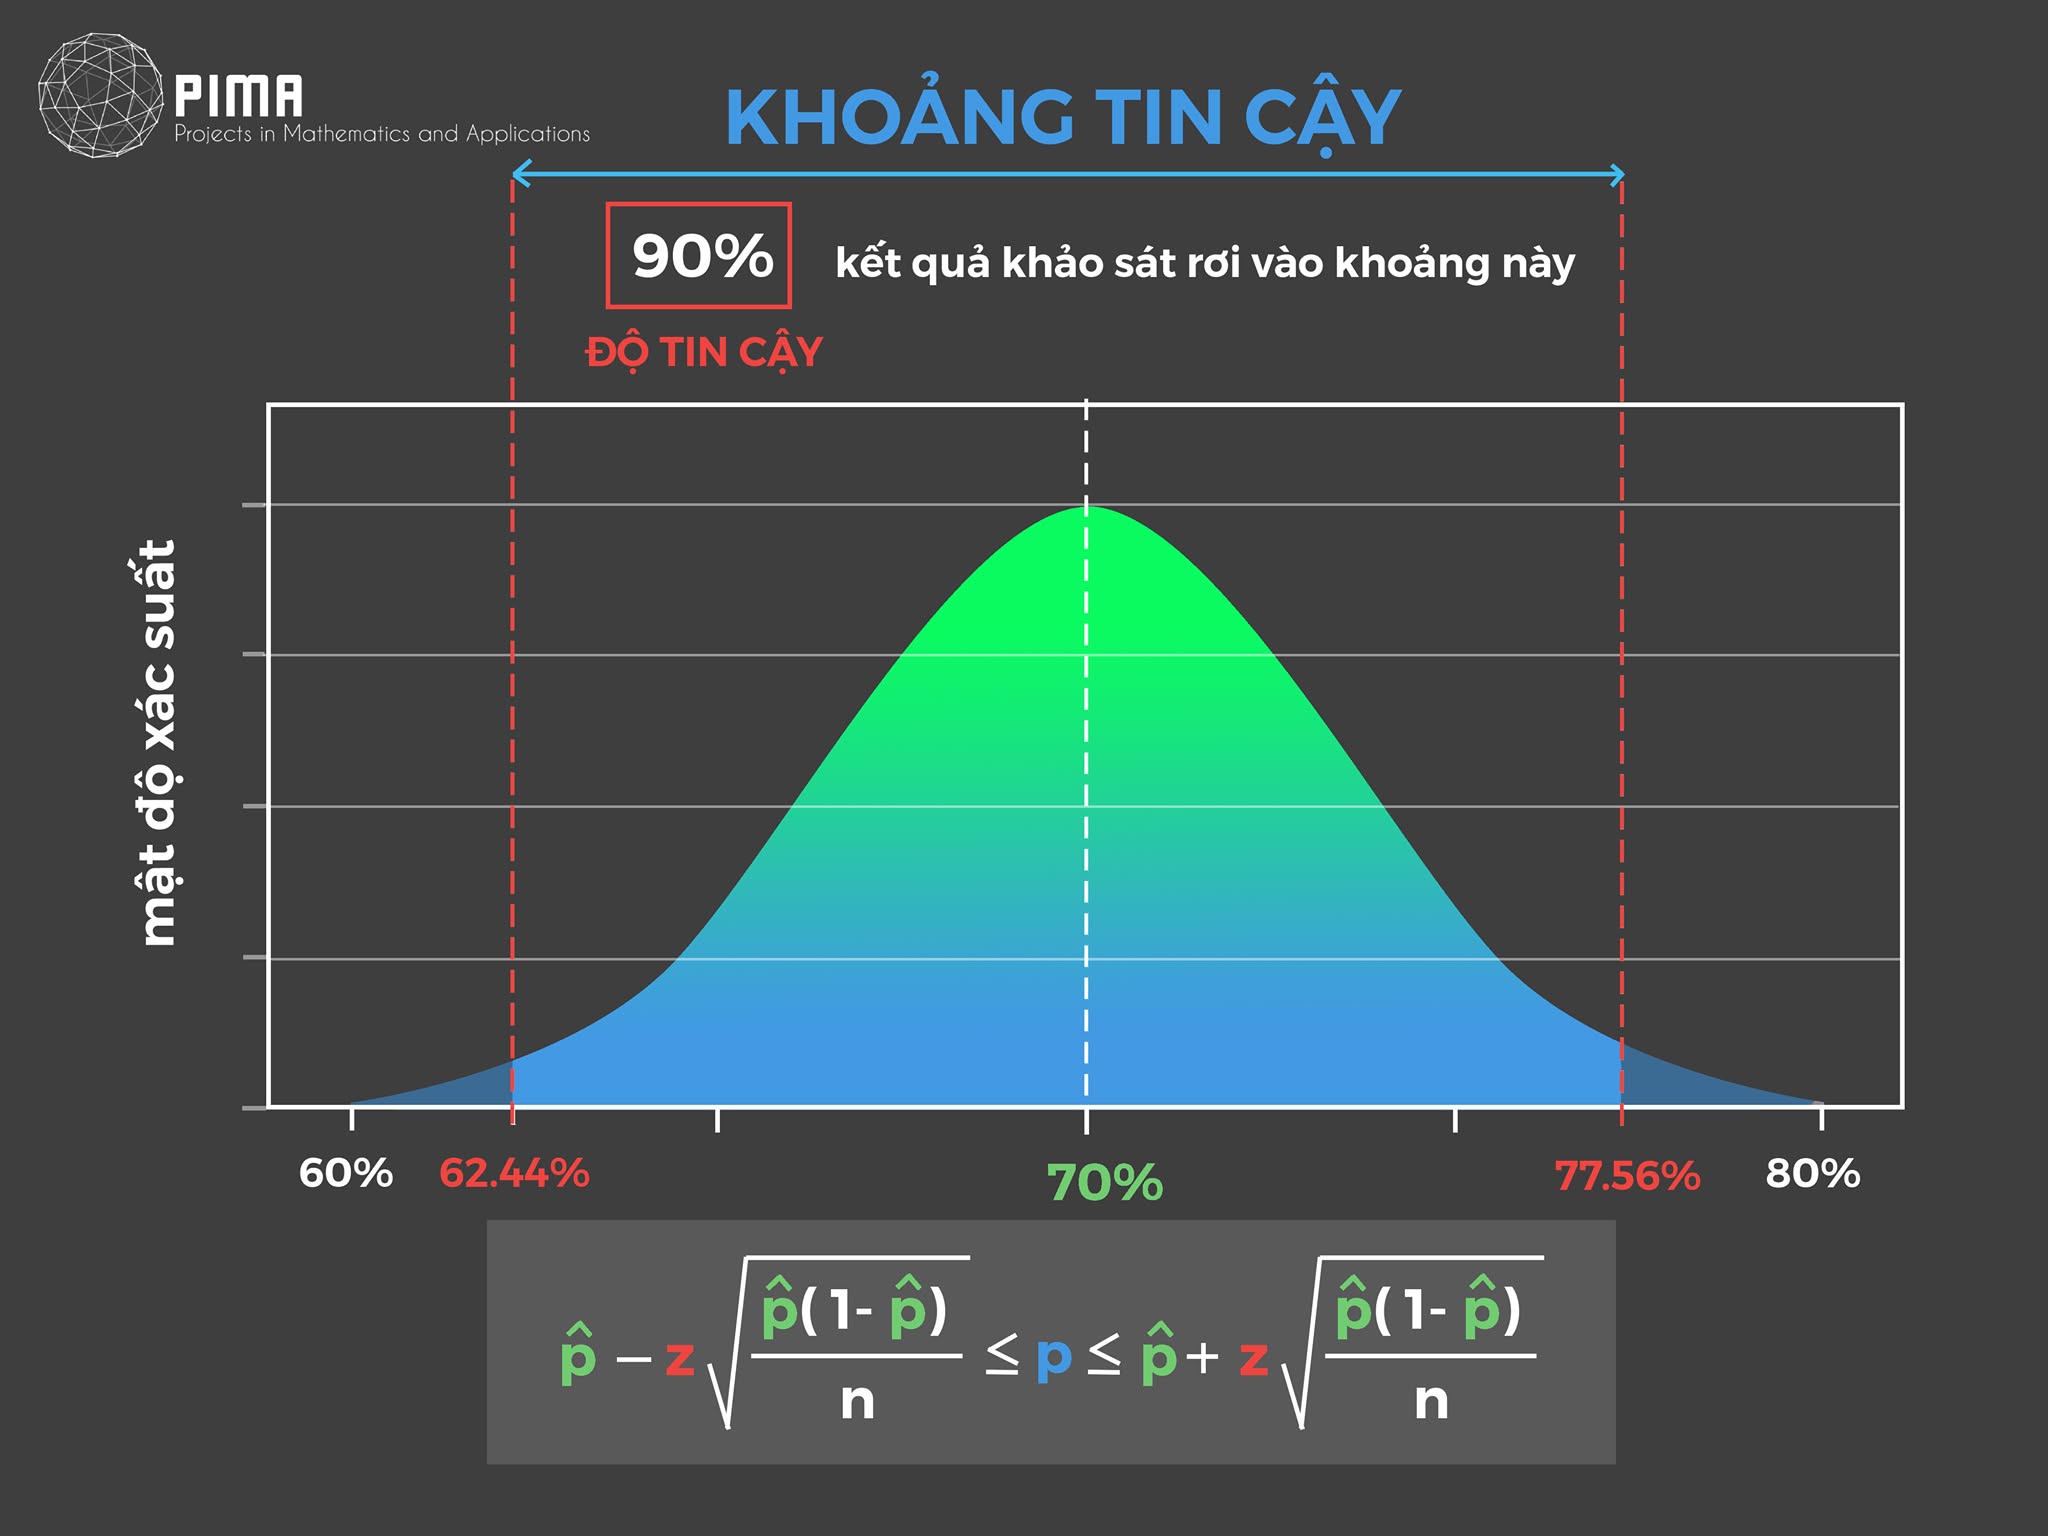 PIMA
Projects in Mathematics and Applications
KHOẢNG TIN CẬY
90% kết quả khảo sát rơi vào khoảng này
ĐỘ TIN CẬY
mật độ xác suất
60% 62.44% 70% 77.56% 80%
p̂ − z √(p̂(1- p̂)/n) ≤ p ≤ p̂ + z √(p̂(1- p̂)/n)